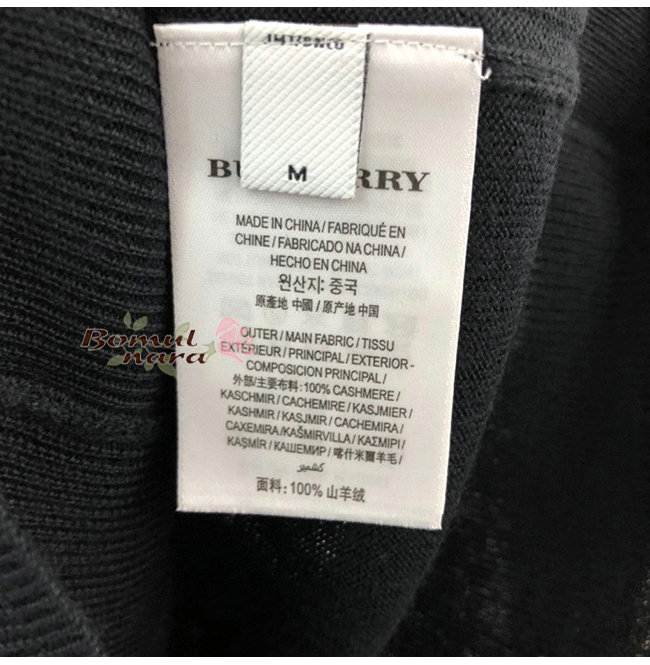 M
BU RRY
MADE IN CHINA / FABRIQUÉ EN
CHINE / FABRICADO NA CHINA /
HECHO EN CHINA
원산지: 중국
原產地 中國 / 原产地 中国
OUTER / MAIN FABRIC / TISSU
EXTÉRIEUR / PRINCIPAL / EXTERIOR -
COMPOSICION PRINCIPAL /
外部/主要布料: 100% CASHMERE /
KASCHMIR / CACHEMIRE / KASJMIER /
KASHMIR / KASJMIR / CACHEMIRA /
CAXEMIRA/KAŠMIRVILLA / ΚΑΣΜΙΡΙ /
KAŞMİR / КАШЕМИР / 喀什米爾羊毛 /
كشمير
面料: 100% 山羊绒
Bomul
nara